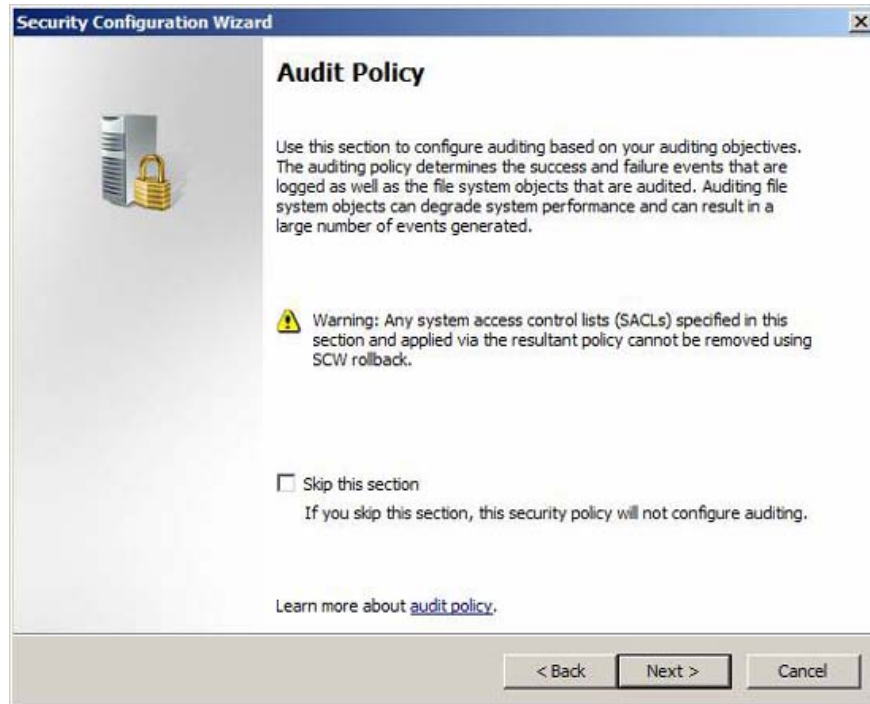 Security Configuration Wizard
Audit Policy
Use this section to configure auditing based on your auditing objectives.
The auditing policy determines the success and failure events that are
logged as well as the file system objects that are audited. Auditing file
system objects can degrade system performance and can result in a
large number of events generated.
Warning: Any system access control lists (SACLs) specified in this
section and applied via the resultant policy cannot be removed using
SCW rollback.
Skip this section
If you skip this section, this security policy will not configure auditing.
Learn more about audit policy.
< Back Next > Cancel